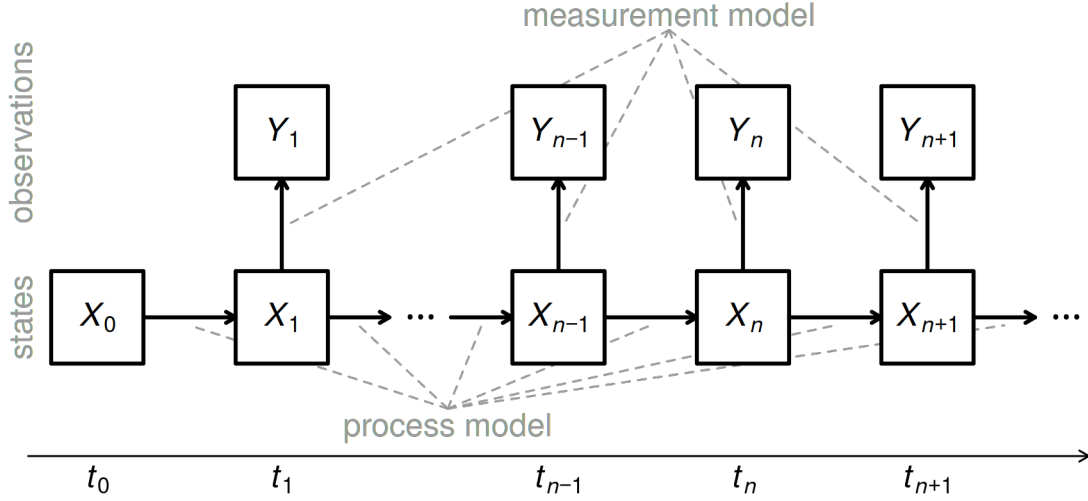 measurement model
observations
Y₁ Yₙ₋₁ Yₙ Yₙ₊₁
states
X₀ X₁ ... Xₙ₋₁ Xₙ Xₙ₊₁ ...
process model
t₀ t₁ tₙ₋₁ tₙ tₙ₊₁